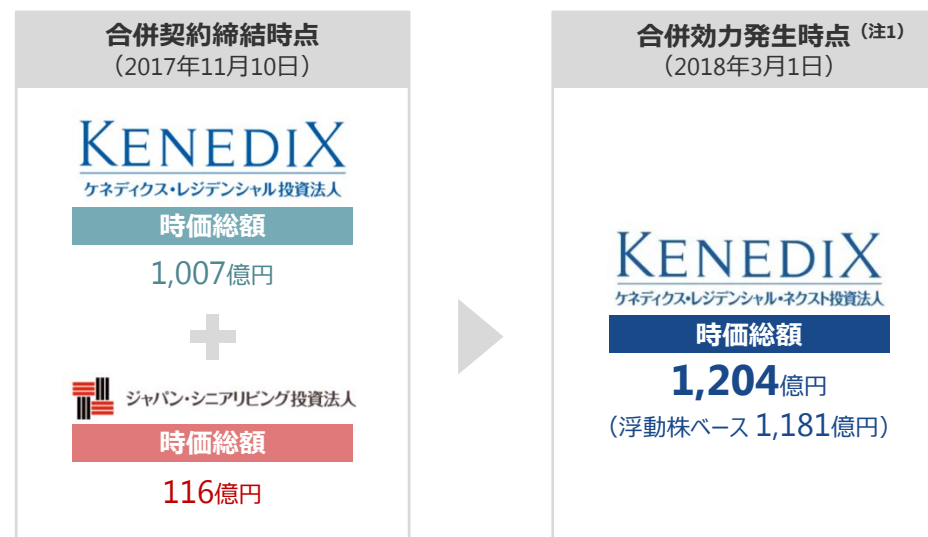 合併契約締結時点
（2017年11月10日）
KENEDIX
ケネディクス・レジデンシャル投資法人
時価総額
1,007億円
ジャパン・シニアリビング投資法人
時価総額
116億円
合併効力発生時点（注1）
（2018年3月1日）
KENEDIX
ケネディクス・レジデンシャル・ネクスト投資法人
時価総額
1,204億円
（浮動株ベース 1,181億円）